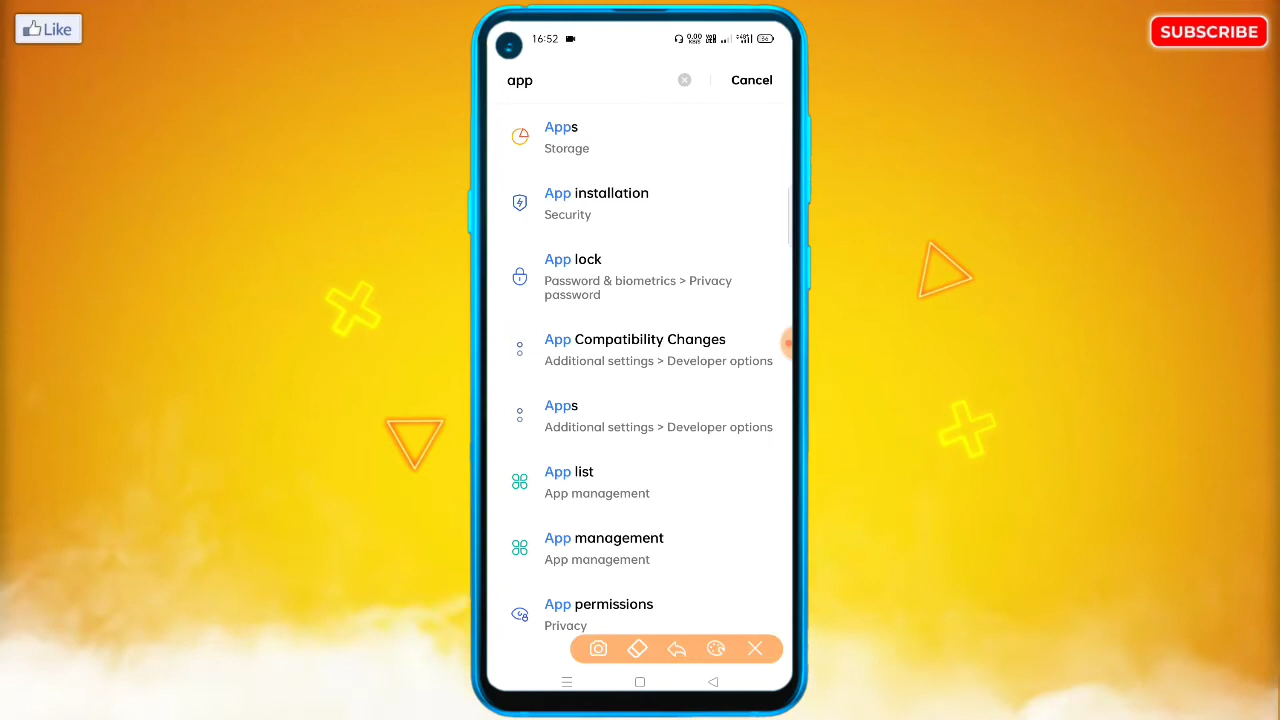 Like
SUBSCRIBE
16:52
app
Cancel
Apps
Storage
App installation
Security
App lock
Password & biometrics > Privacy
password
App Compatibility Changes
Additional settings > Developer options
Apps
Additional settings > Developer options
App list
App management
App management
App management
App permissions
Privacy